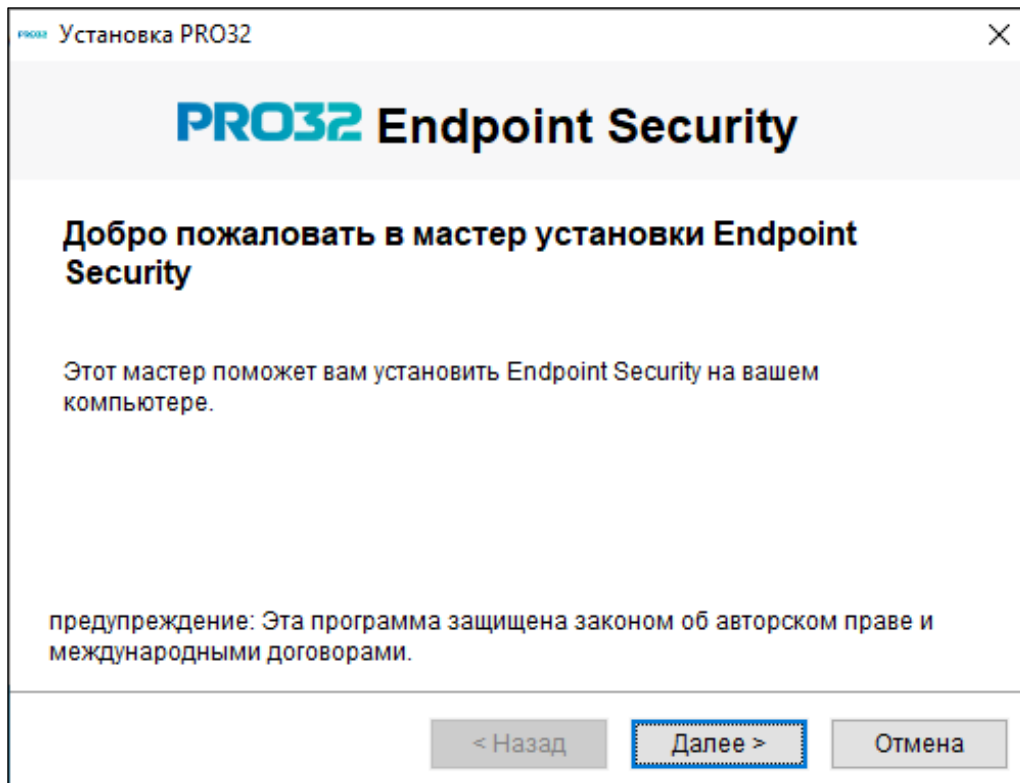 PRO32 Установка PRO32
PRO32 Endpoint Security
Добро пожаловать в мастер установки Endpoint
Security
Этот мастер поможет вам установить Endpoint Security на вашем
компьютере.
предупреждение: Эта программа защищена законом об авторском праве и
международными договорами.
< Назад
Далее >
Отмена